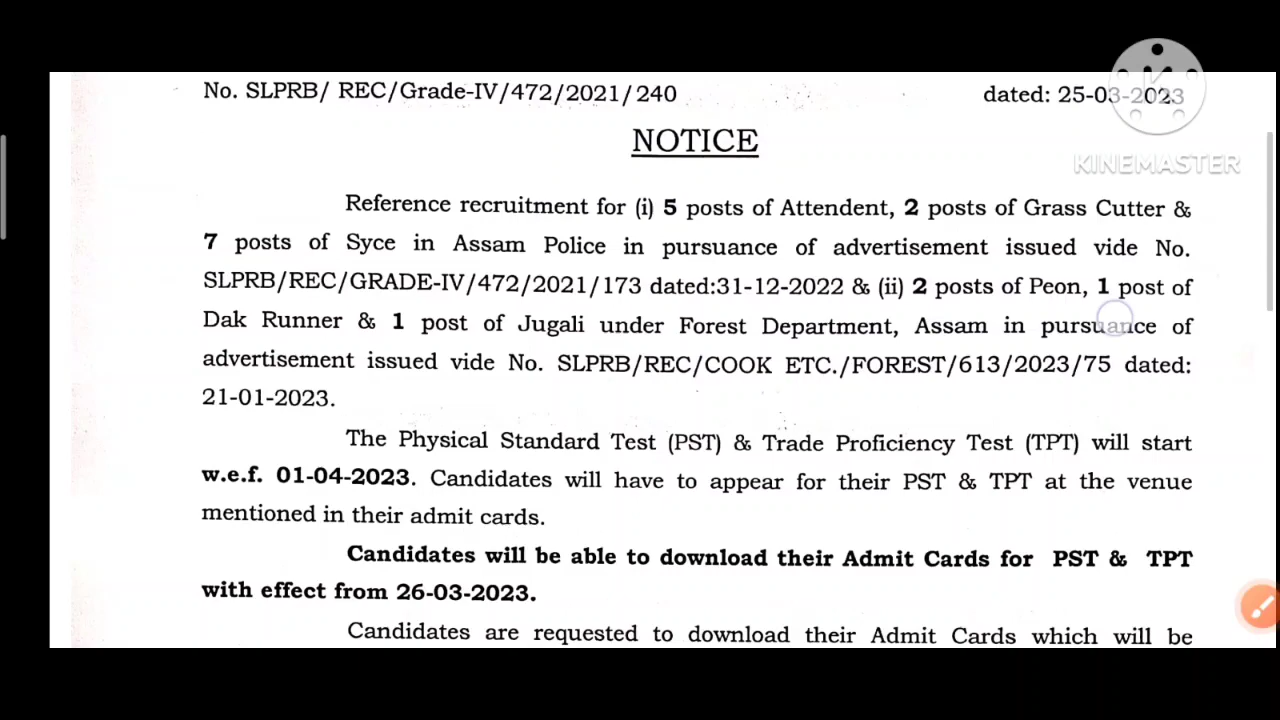 No. SLPRB/ REC/Grade-IV/472/2021/240 dated: 25-03-2023
KINEMASTER
NOTICE
Reference recruitment for (i) 5 posts of Attendent, 2 posts of Grass Cutter &
7 posts of Syce in Assam Police in pursuance of advertisement issued vide No.
SLPRB/REC/GRADE-IV/472/2021/173 dated:31-12-2022 & (ii) 2 posts of Peon, 1 post of
Dak Runner & 1 post of Jugali under Forest Department, Assam in pursuance of
advertisement issued vide No. SLPRB/REC/COOK ETC./FOREST/613/2023/75 dated:
21-01-2023.
The Physical Standard Test (PST) & Trade Proficiency Test (TPT) will start
w.e.f. 01-04-2023. Candidates will have to appear for their PST & TPT at the venue
mentioned in their admit cards.
Candidates will be able to download their Admit Cards for PST & TPT
with effect from 26-03-2023.
Candidates are requested to download their Admit Cards which will be